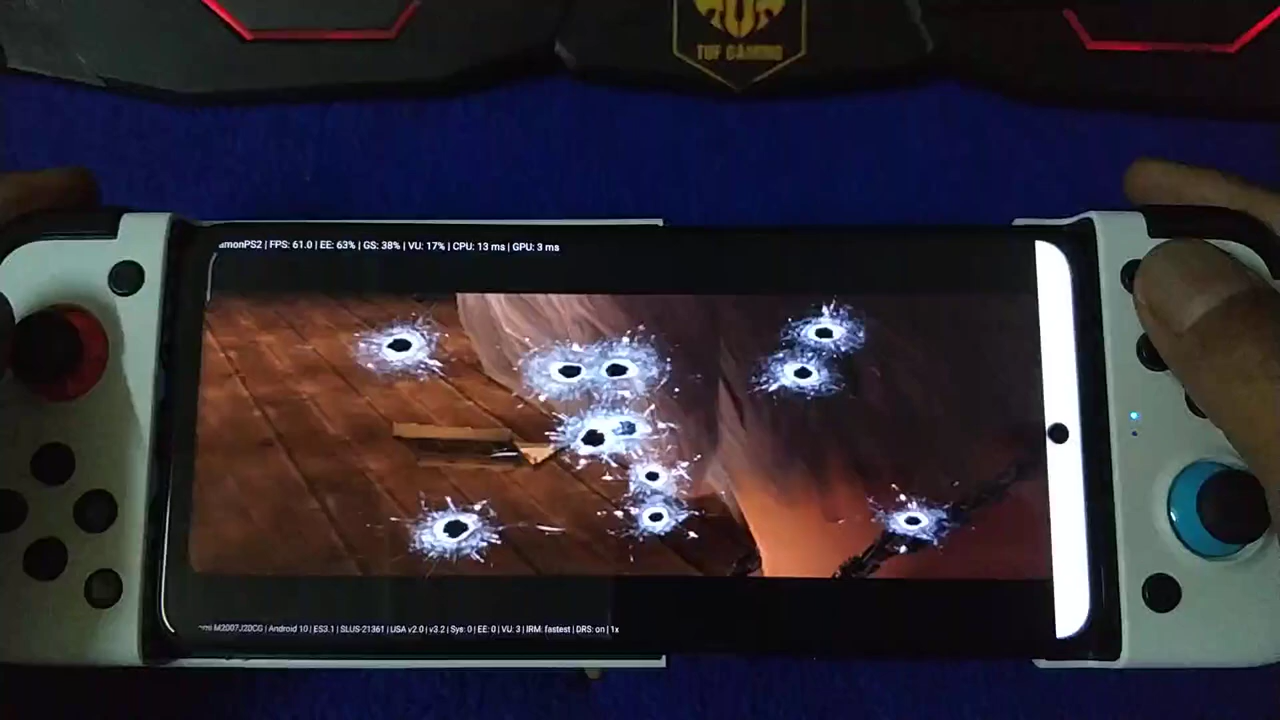 TUF GAMING
amonPS2 | FPS: 61.0 | EE: 63% | GS: 38% | VU: 17% | CPU: 13 ms | GPU: 3 ms
M2007J20CG | Android 10 | ES3.1 | SLUS-21361 | USA v2.0 | v3.2 | Sys: 0 | EE: 0 | VU: 3 | IRM: fastest | DRS: on | 1x